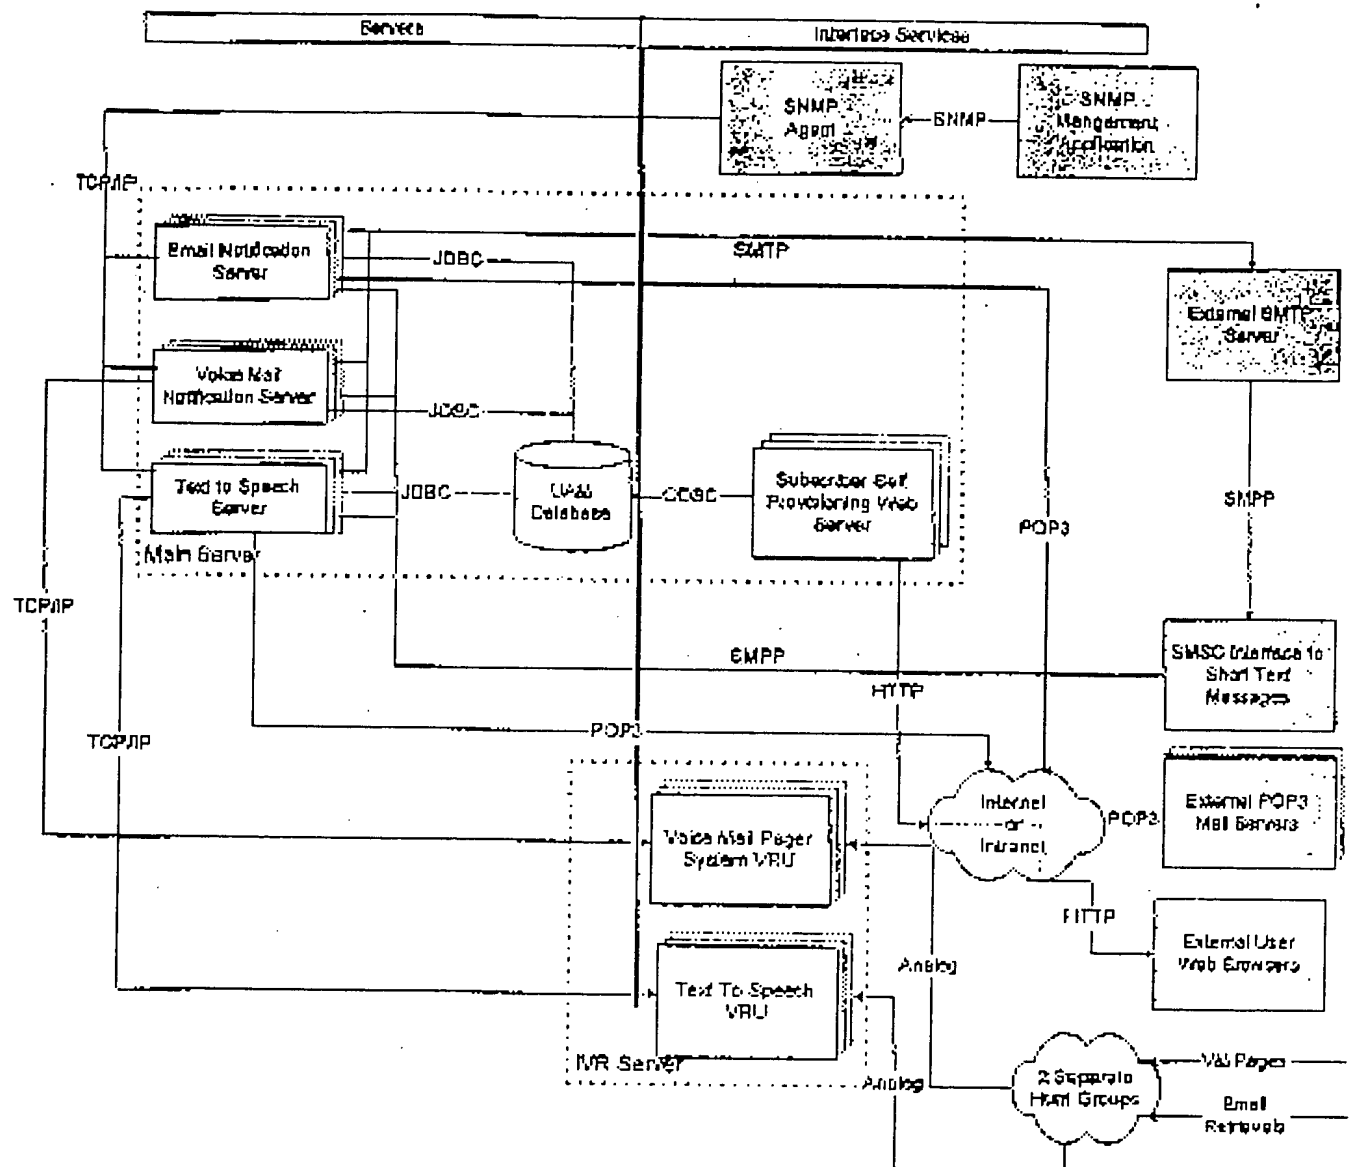 Services
Interface Services
SNMP
Agent
SNMP
SNMP
Mangement
Application
TCP/IP
Email Notification
Server
JDBC
SMTP
External SMTP
Server
Voice Mail
Notification Server
JDBC
Text to Speech
Server
JDBC
Database
ODBC
Subscriber Self
Provisioning Web
Server
POP3
SMPP
Main Server
TCP/IP
SMPP
HTTP
SMSC Interface to
Short Text
Messages
TCP/IP
POP3
Voice Mail Pager
System VRU
Internet
or
Intranet
POP3
External POP3
Mail Servers
HTTP
External User
Web Browsers
Analog
Text To Speech
VRU
IVR Server
Analog
2 Separate
Hunt Groups
VM Pages
Email
Retrievals